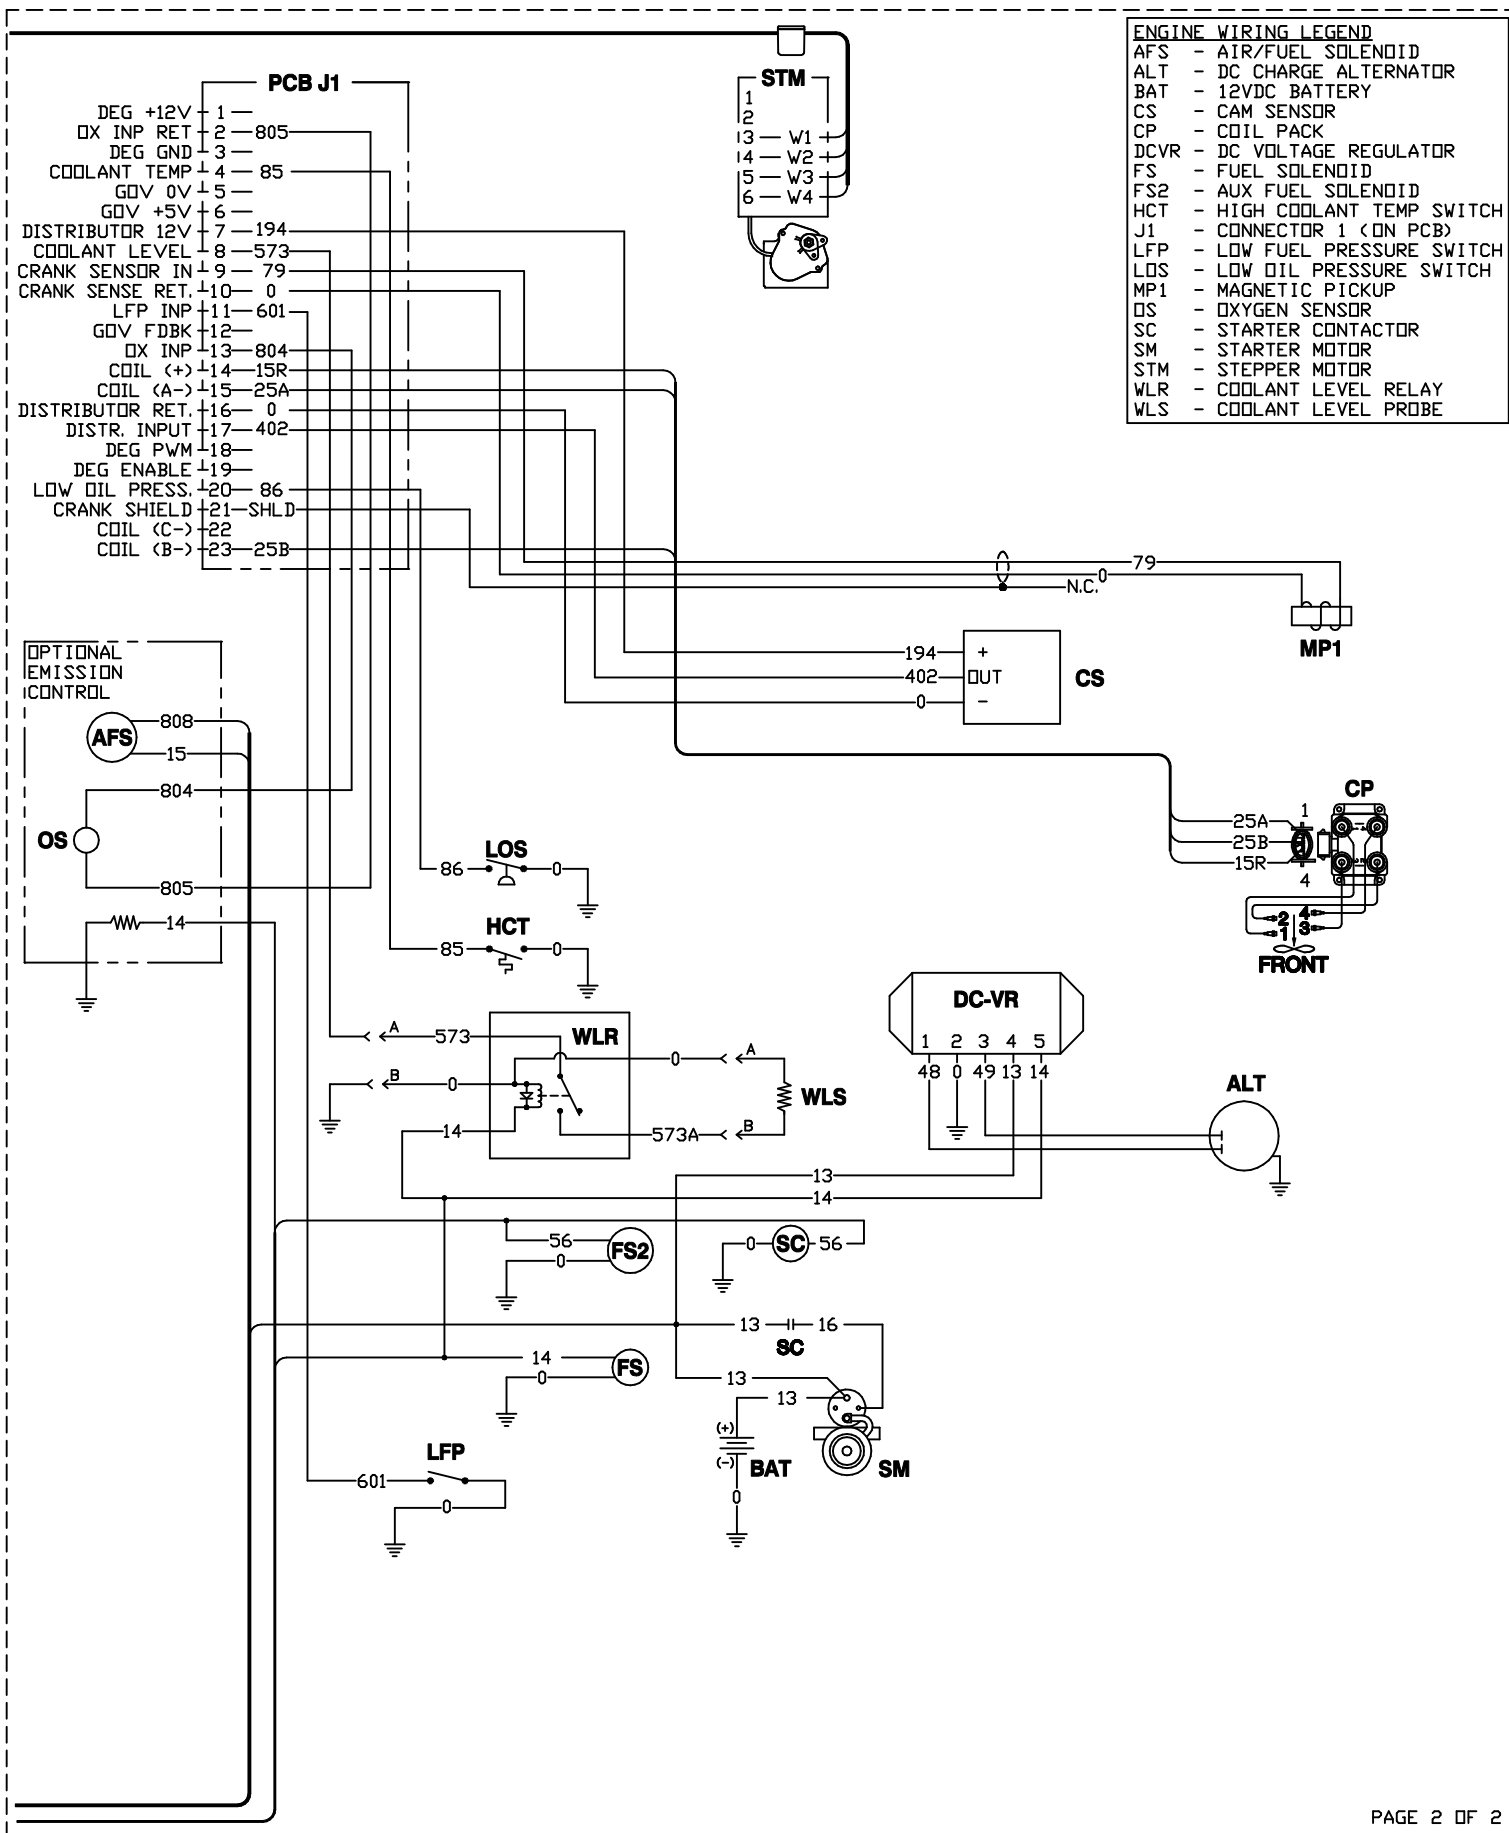 ENGINE WIRING LEGEND
AFS - AIR/FUEL SOLENOID
ALT - DC CHARGE ALTERNATOR
BAT - 12VDC BATTERY
CS - CAM SENSOR
CP - COIL PACK
DCVR - DC VOLTAGE REGULATOR
FS - FUEL SOLENOID
FS2 - AUX FUEL SOLENOID
HCT - HIGH COOLANT TEMP SWITCH
J1 - CONNECTOR 1 (ON PCB)
LFP - LOW FUEL PRESSURE SWITCH
LOS - LOW OIL PRESSURE SWITCH
MP1 - MAGNETIC PICKUP
OS - OXYGEN SENSOR
SC - STARTER CONTACTOR
SM - STARTER MOTOR
STM - STEPPER MOTOR
WLR - COOLANT LEVEL RELAY
WLS - COOLANT LEVEL PROBE
STM
1
2
3 W1
4 W2
5 W3
6 W4
PCB J1
DEG +12V 1
OX INP RET 2 805
DEG GND 3
COOLANT TEMP 4 85
GOV 0V 5
GOV +5V 6
DISTRIBUTOR 12V 7 194
COOLANT LEVEL 8 573
CRANK SENSOR IN 9 79
CRANK SENSE RET. 10 0
LFP INP 11 601
GOV FDBK 12
OX INP 13 804
COIL (+) 14 15R
COIL (A-) 15 25A
DISTRIBUTOR RET. 16 0
DISTR. INPUT 17 402
DEG PWM 18
DEG ENABLE 19
LOW OIL PRESS. 20 86
CRANK SHIELD 21 SHLD
COIL (C-) 22
COIL (B-) 23 25B
79
0
N.C.
MP1
194 +
402 OUT
0 -
CS
OPTIONAL
EMISSION
CONTROL
AFS
808
15
804
OS
805
14
CP
1
25A
25B
15R
4
2 4
1 3
FRONT
LOS
86 0
HCT
85 0
DC-VR
1 2 3 4 5
48 0 49 13 14
ALT
WLR
A 573
B 0
14
0 A
573A B
WLS
13
14
56
0
FS2
0 SC 56
13 16
SC
14
0
FS
13
13
(+)
(-)
BAT
SM
0
LFP
601
0
PAGE 2 OF 2